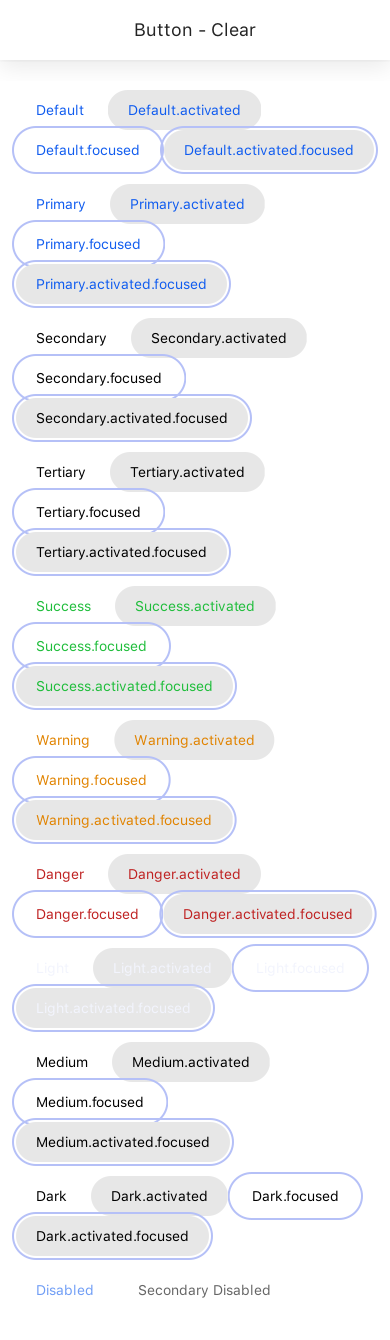 Button - Clear
Default Default.activated
Default.focused Default.activated.focused
Primary Primary.activated
Primary.focused
Primary.activated.focused
Secondary Secondary.activated
Secondary.focused
Secondary.activated.focused
Tertiary Tertiary.activated
Tertiary.focused
Tertiary.activated.focused
Success Success.activated
Success.focused
Success.activated.focused
Warning Warning.activated
Warning.focused
Warning.activated.focused
Danger Danger.activated
Danger.focused Danger.activated.focused
Light Light.activated Light.focused
Light.activated.focused
Medium Medium.activated
Medium.focused
Medium.activated.focused
Dark Dark.activated Dark.focused
Dark.activated.focused
Disabled Secondary Disabled